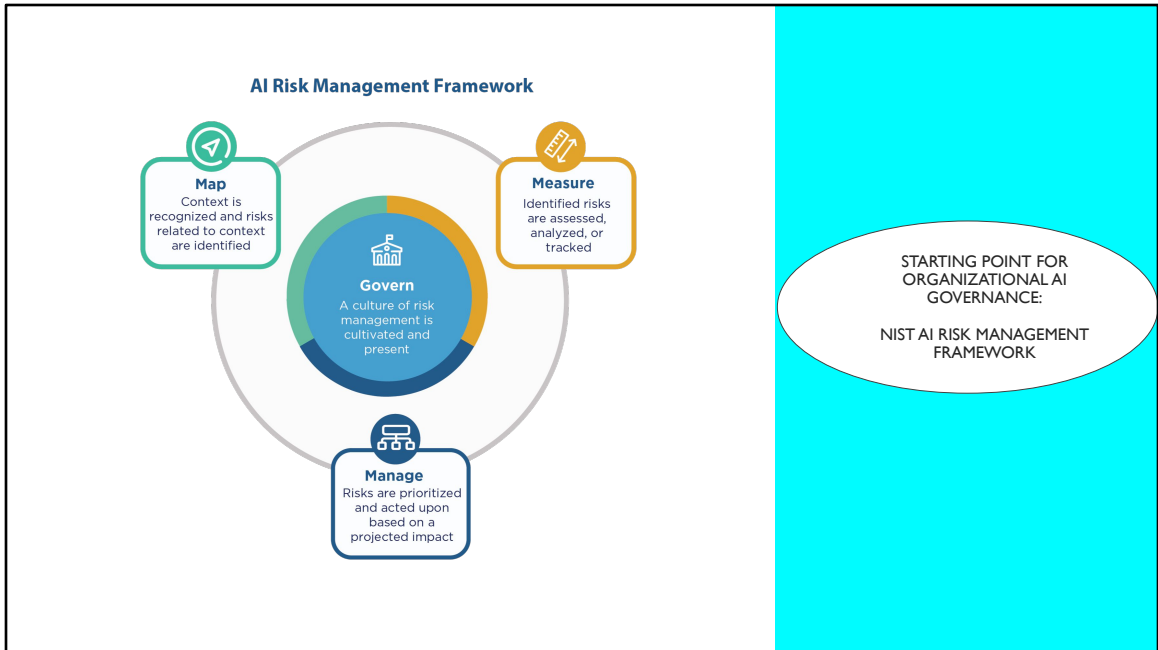 AI Risk Management Framework
Map
Context is
recognized and risks
related to context
are identified
Measure
Identified risks
are assessed,
analyzed, or
tracked
Govern
A culture of risk
management is
cultivated and
present
Manage
Risks are prioritized
and acted upon
based on a
projected impact
STARTING POINT FOR
ORGANIZATIONAL AI
GOVERNANCE:
NIST AI RISK MANAGEMENT
FRAMEWORK